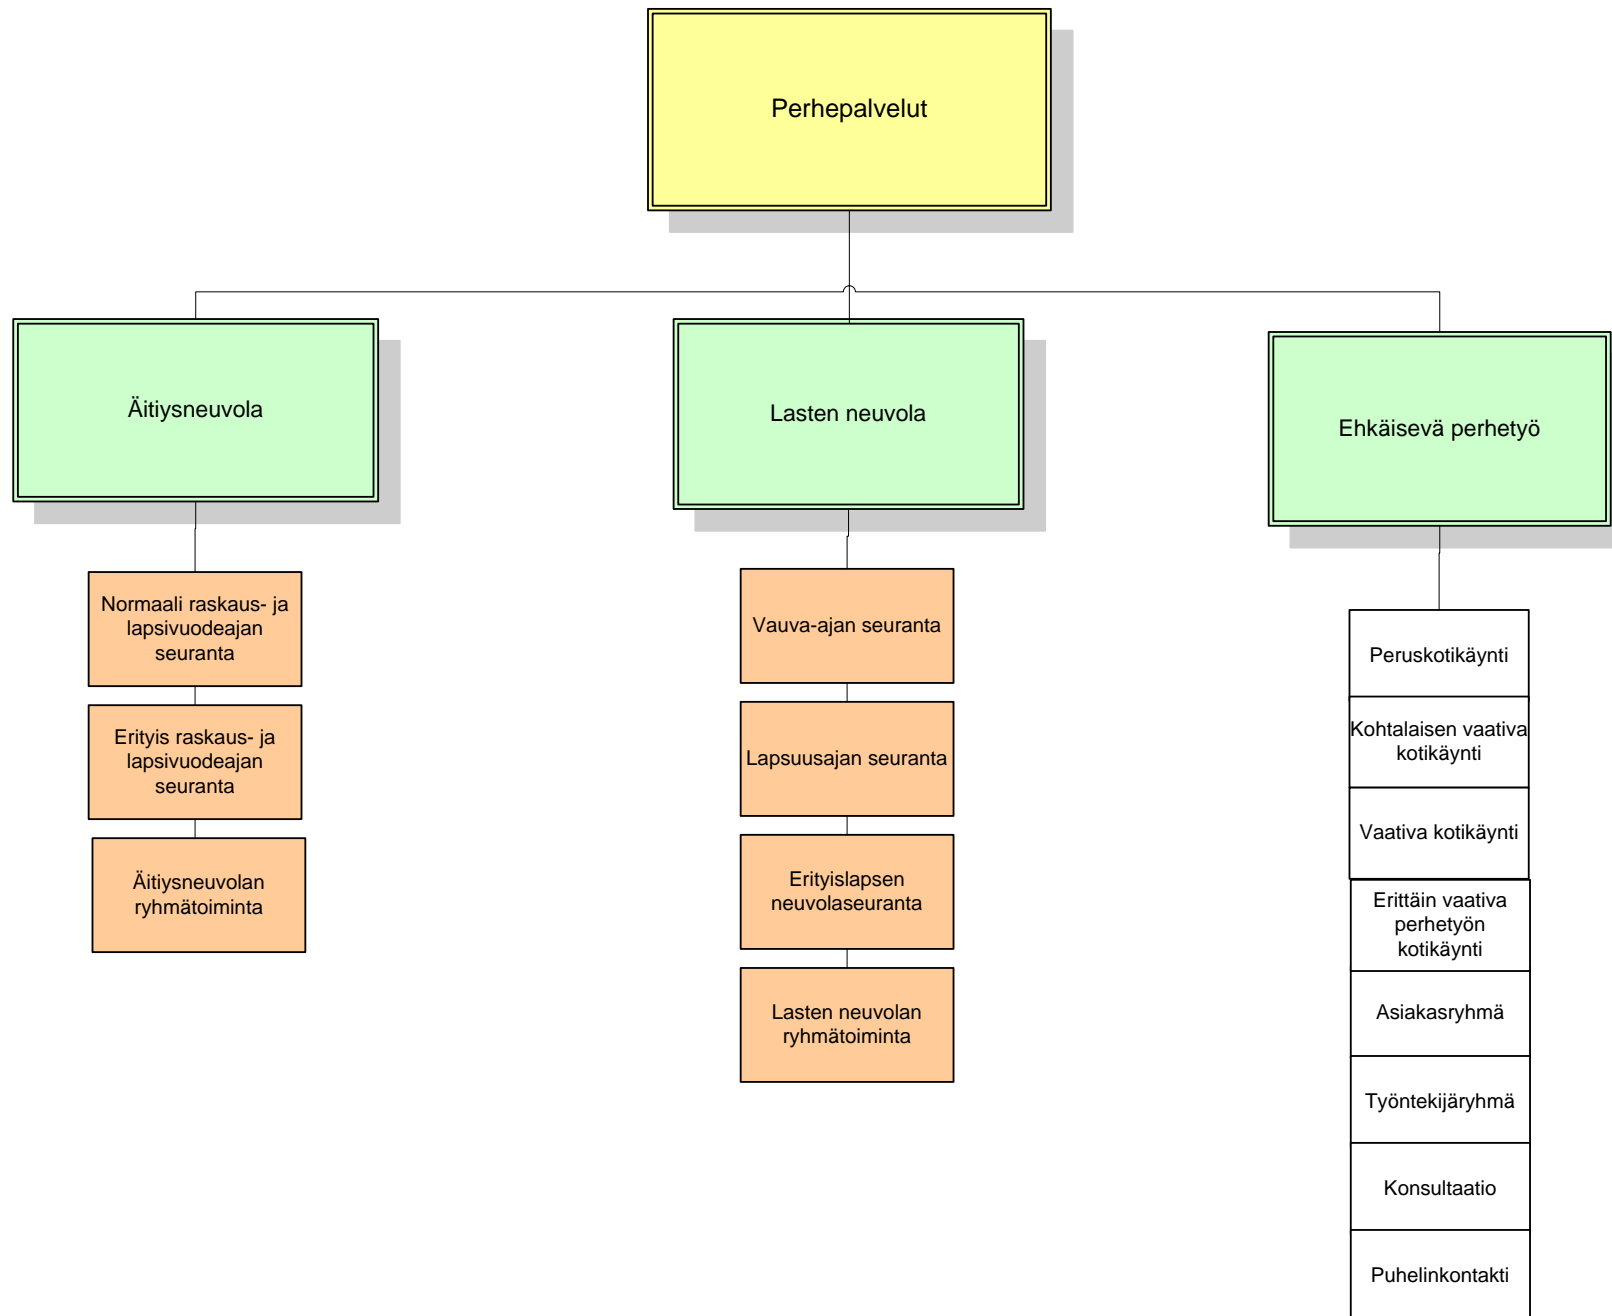 Perhepalvelut
Äitiysneuvola
Lasten neuvola
Ehkäisevä perhetyö
Normaali raskaus- ja
lapsivuodeajan
seuranta
Erityis raskaus- ja
lapsivuodeajan
seuranta
Äitiysneuvolan
ryhmätoiminta
Vauva-ajan seuranta
Lapsuusajan seuranta
Erityislapsen
neuvolaseuranta
Lasten neuvolan
ryhmätoiminta
Peruskotikäynti
Kohtalaisen vaativa
kotikäynti
Vaativa kotikäynti
Erittäin vaativa
perhetyön
kotikäynti
Asiakasryhmä
Työntekijäryhmä
Konsultaatio
Puhelinkontakti